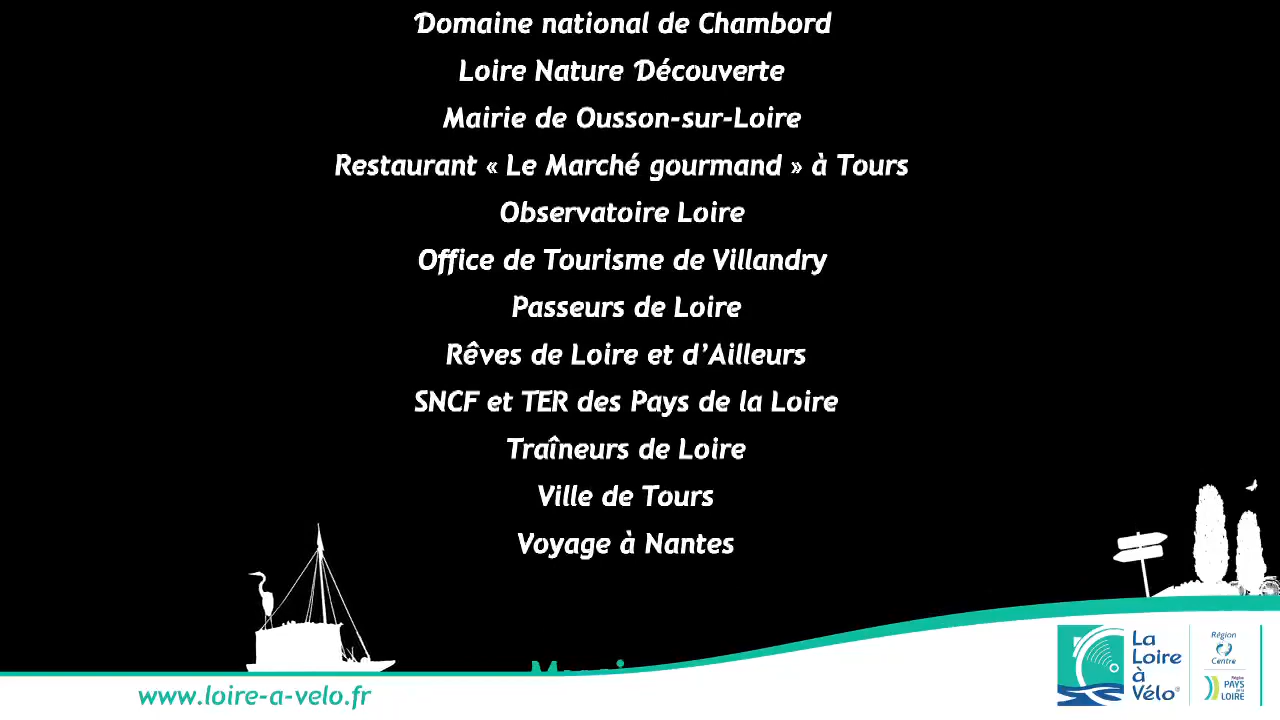 Domaine national de Chambord
Loire Nature Découverte
Mairie de Ousson-sur-Loire
Restaurant « Le Marché gourmand » à Tours
Observatoire Loire
Office de Tourisme de Villandry
Passeurs de Loire
Rêves de Loire et d’Ailleurs
SNCF et TER des Pays de la Loire
Traîneurs de Loire
Ville de Tours
Voyage à Nantes
www.loire-a-velo.fr
La
Loire
à
Vélo®
Région
Centre
Région
PAYS
de la
LOIRE